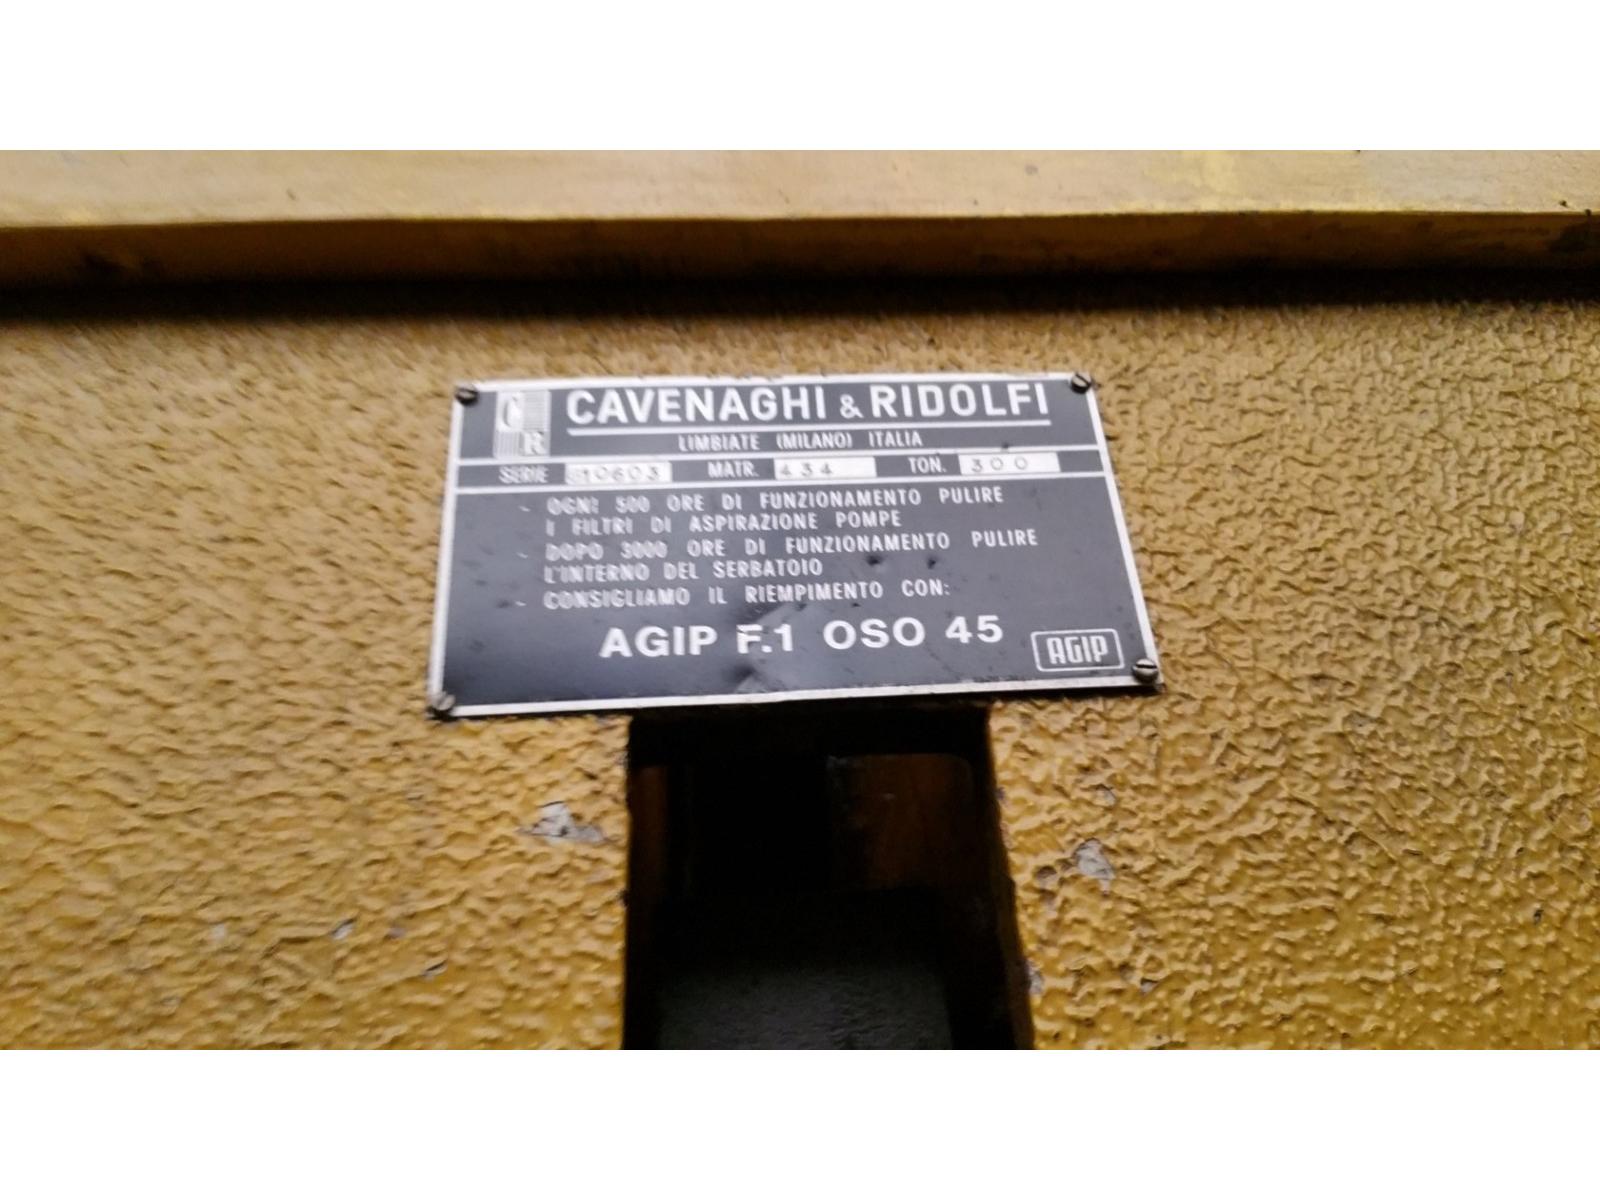 C
R
CAVENAGHI & RIDOLFI
LIMBIATE (MILANO) ITALIA
SERIE 810603 MATR. 434 TON. 300
- OGNI 500 ORE DI FUNZIONAMENTO PULIRE
I FILTRI DI ASPIRAZIONE POMPE
- DOPO 3000 ORE DI FUNZIONAMENTO PULIRE
L'INTERNO DEL SERBATOIO
- CONSIGLIAMO IL RIEMPIMENTO CON:
AGIP F.1 OSO 45
AGIP